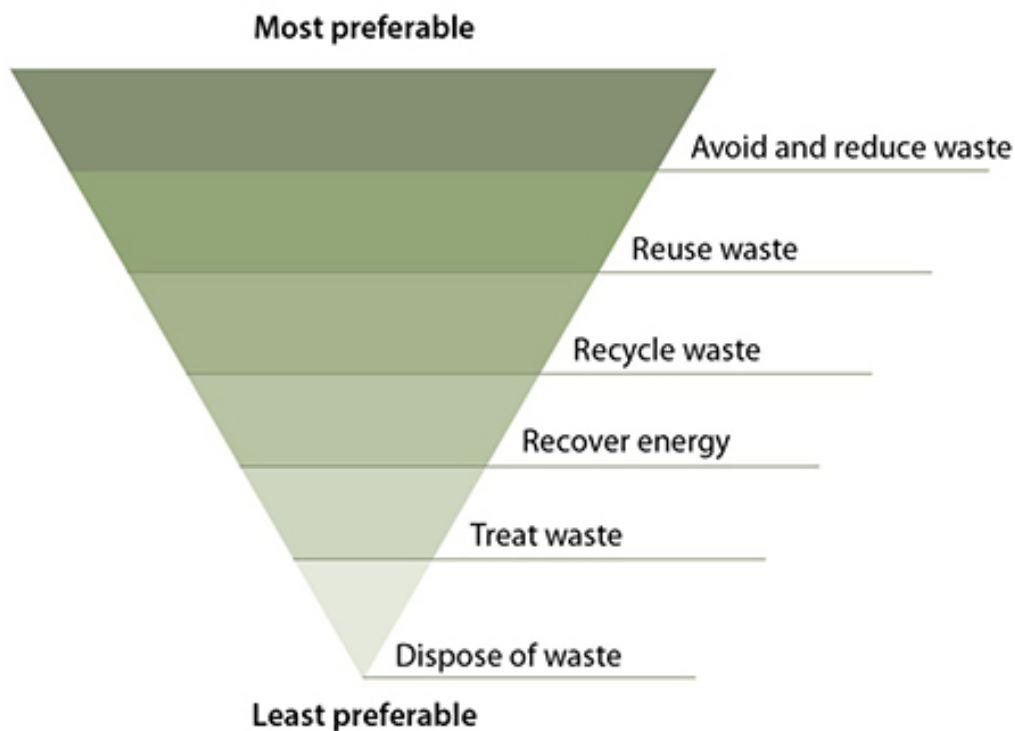 Most preferable
Avoid and reduce waste
Reuse waste
Recycle waste
Recover energy
Treat waste
Dispose of waste
Least preferable